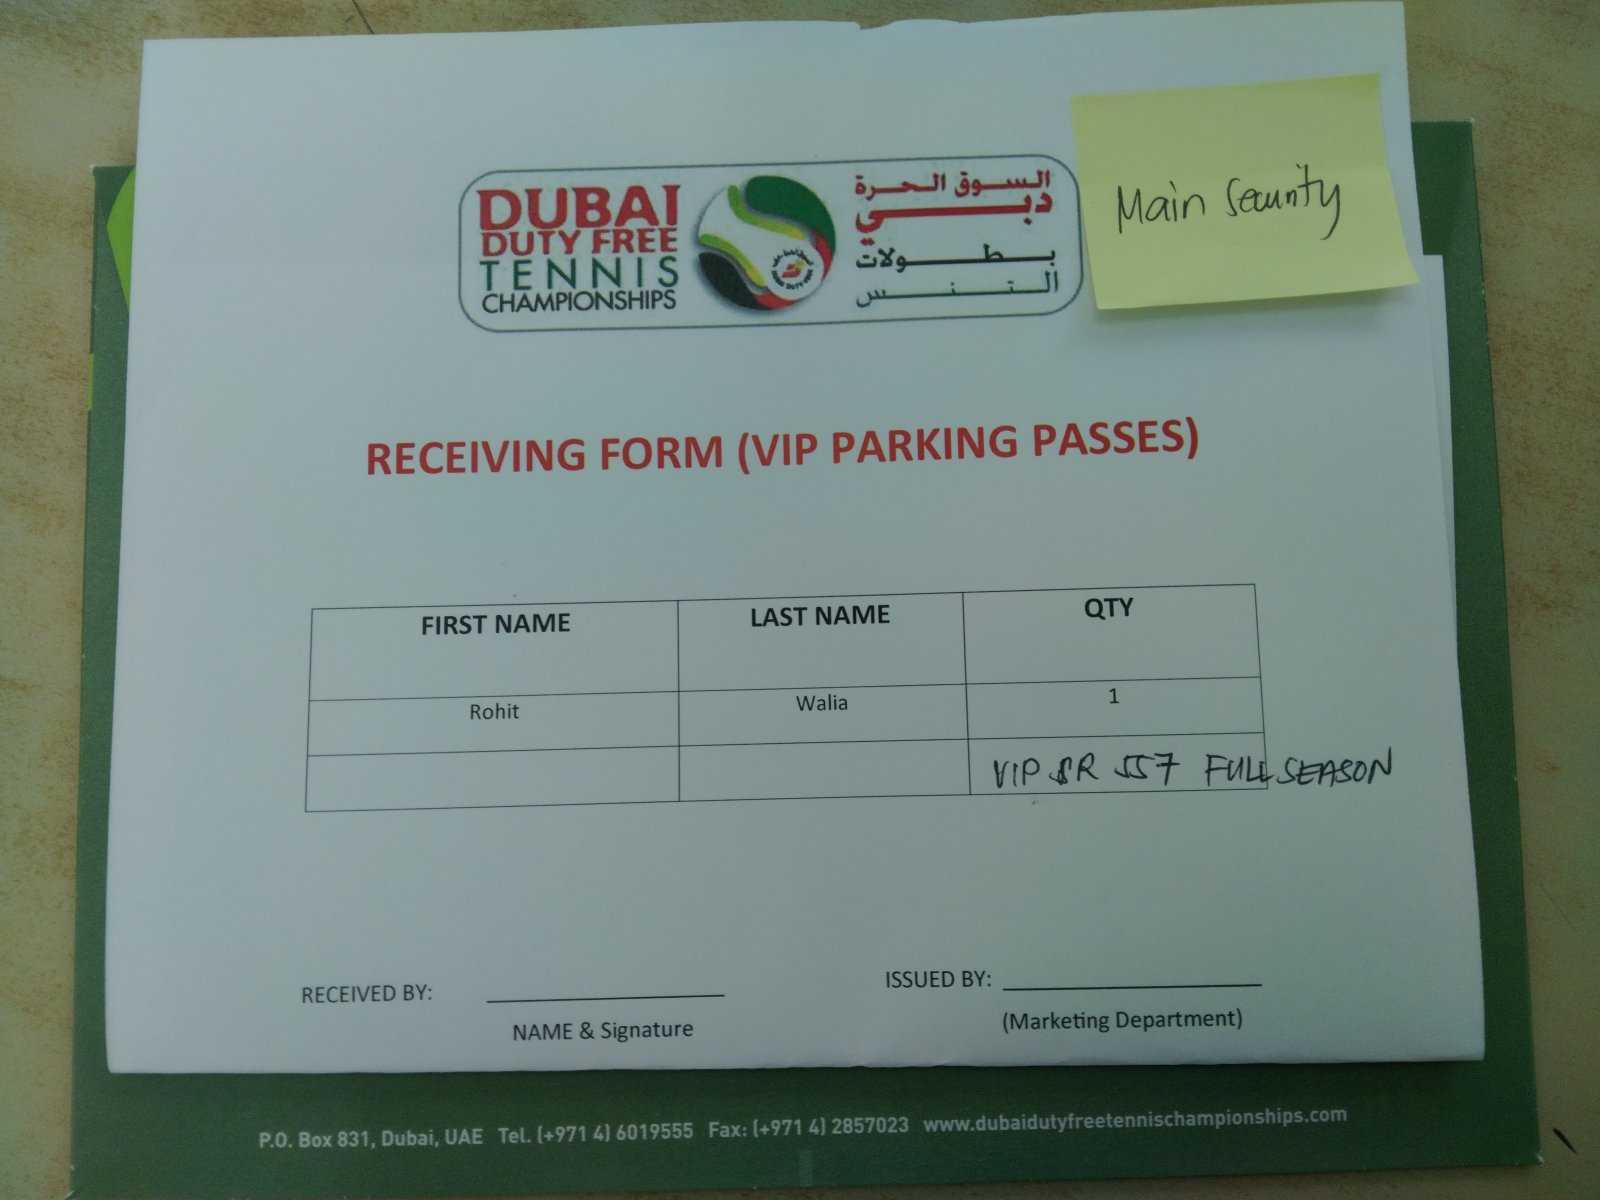 DUBAI
DUTY FREE
TENNIS
CHAMPIONSHIPS
السوق الحرة
دبي
بطولات
التنس
Main Security
RECEIVING FORM (VIP PARKING PASSES)
FIRST NAME LAST NAME QTY
Rohit Walia 1
VIP SR 557 FULL SEASON
RECEIVED BY: ISSUED BY:
NAME & Signature (Marketing Department)
P.O. Box 831, Dubai, UAE Tel. (+971 4) 6019555 Fax: (+971 4) 2857023 www.dubaidutyfreetennischampionships.com